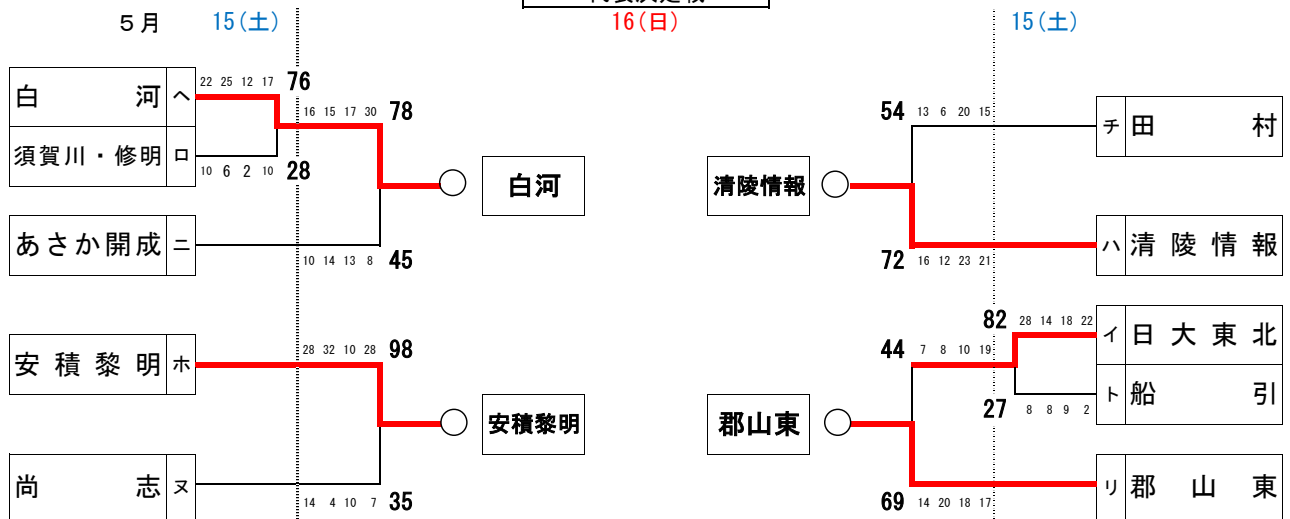 5月 15(土) 16(日) 15(土)
白河 ヘ 22 25 12 17 76
16 15 17 30 78
須賀川・修明 ロ 10 6 2 10 28
白河
あさか開成 ニ 10 14 13 8 45
安積黎明 ホ 28 32 10 28 98
安積黎明
尚志 ヌ 14 4 10 7 35
54 13 6 20 15 チ 田村
清陵情報
72 16 12 23 21 ハ 清陵情報
82 28 14 18 22 イ 日大東北
44 7 8 10 19
27 8 8 9 2 ト 船引
郡山東
69 14 20 18 17 リ 郡山東